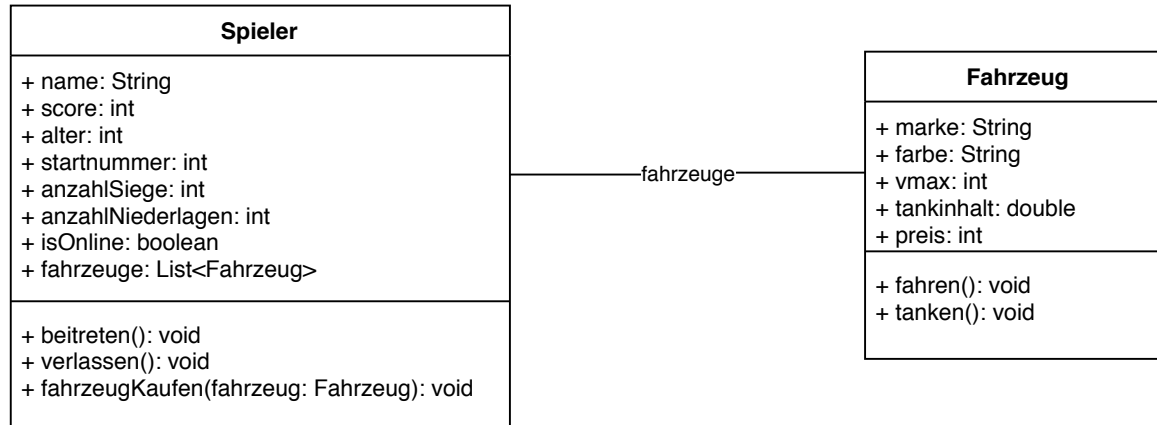 Spieler
+ name: String
+ score: int
+ alter: int
+ startnummer: int
+ anzahlSiege: int
+ anzahlNiederlagen: int
+ isOnline: boolean
+ fahrzeuge: List<Fahrzeug>
+ beitreten(): void
+ verlassen(): void
+ fahrzeugKaufen(fahrzeug: Fahrzeug): void
fahrzeuge
Fahrzeug
+ marke: String
+ farbe: String
+ vmax: int
+ tankinhalt: double
+ preis: int
+ fahren(): void
+ tanken(): void